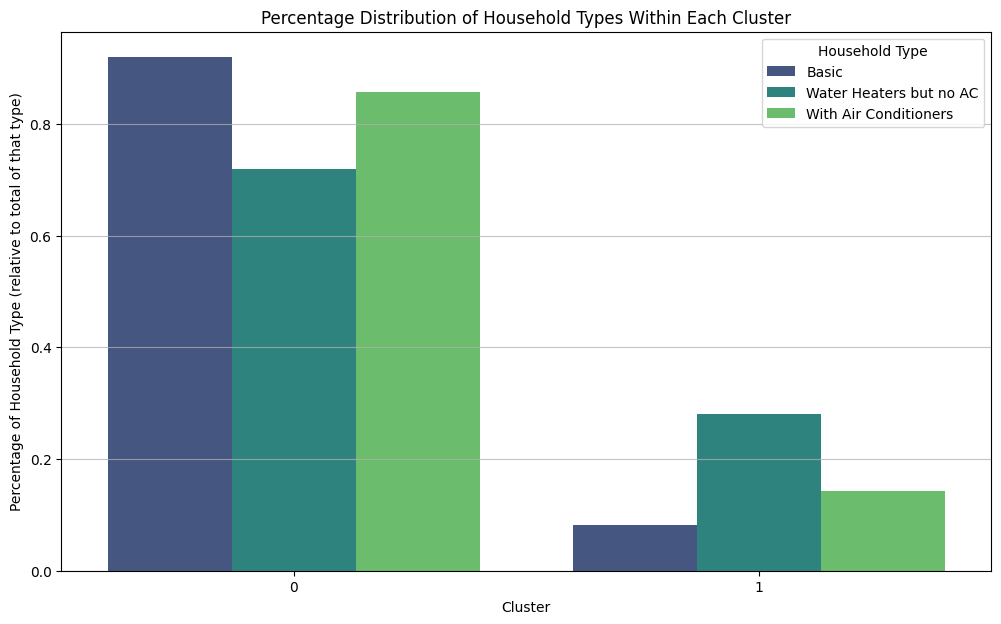 Percentage Distribution of Household Types Within Each Cluster
Percentage of Household Type (relative to total of that type)
0.8
0.6
0.4
0.2
0.0
Household Type
Basic
Water Heaters but no AC
With Air Conditioners
0
1
Cluster